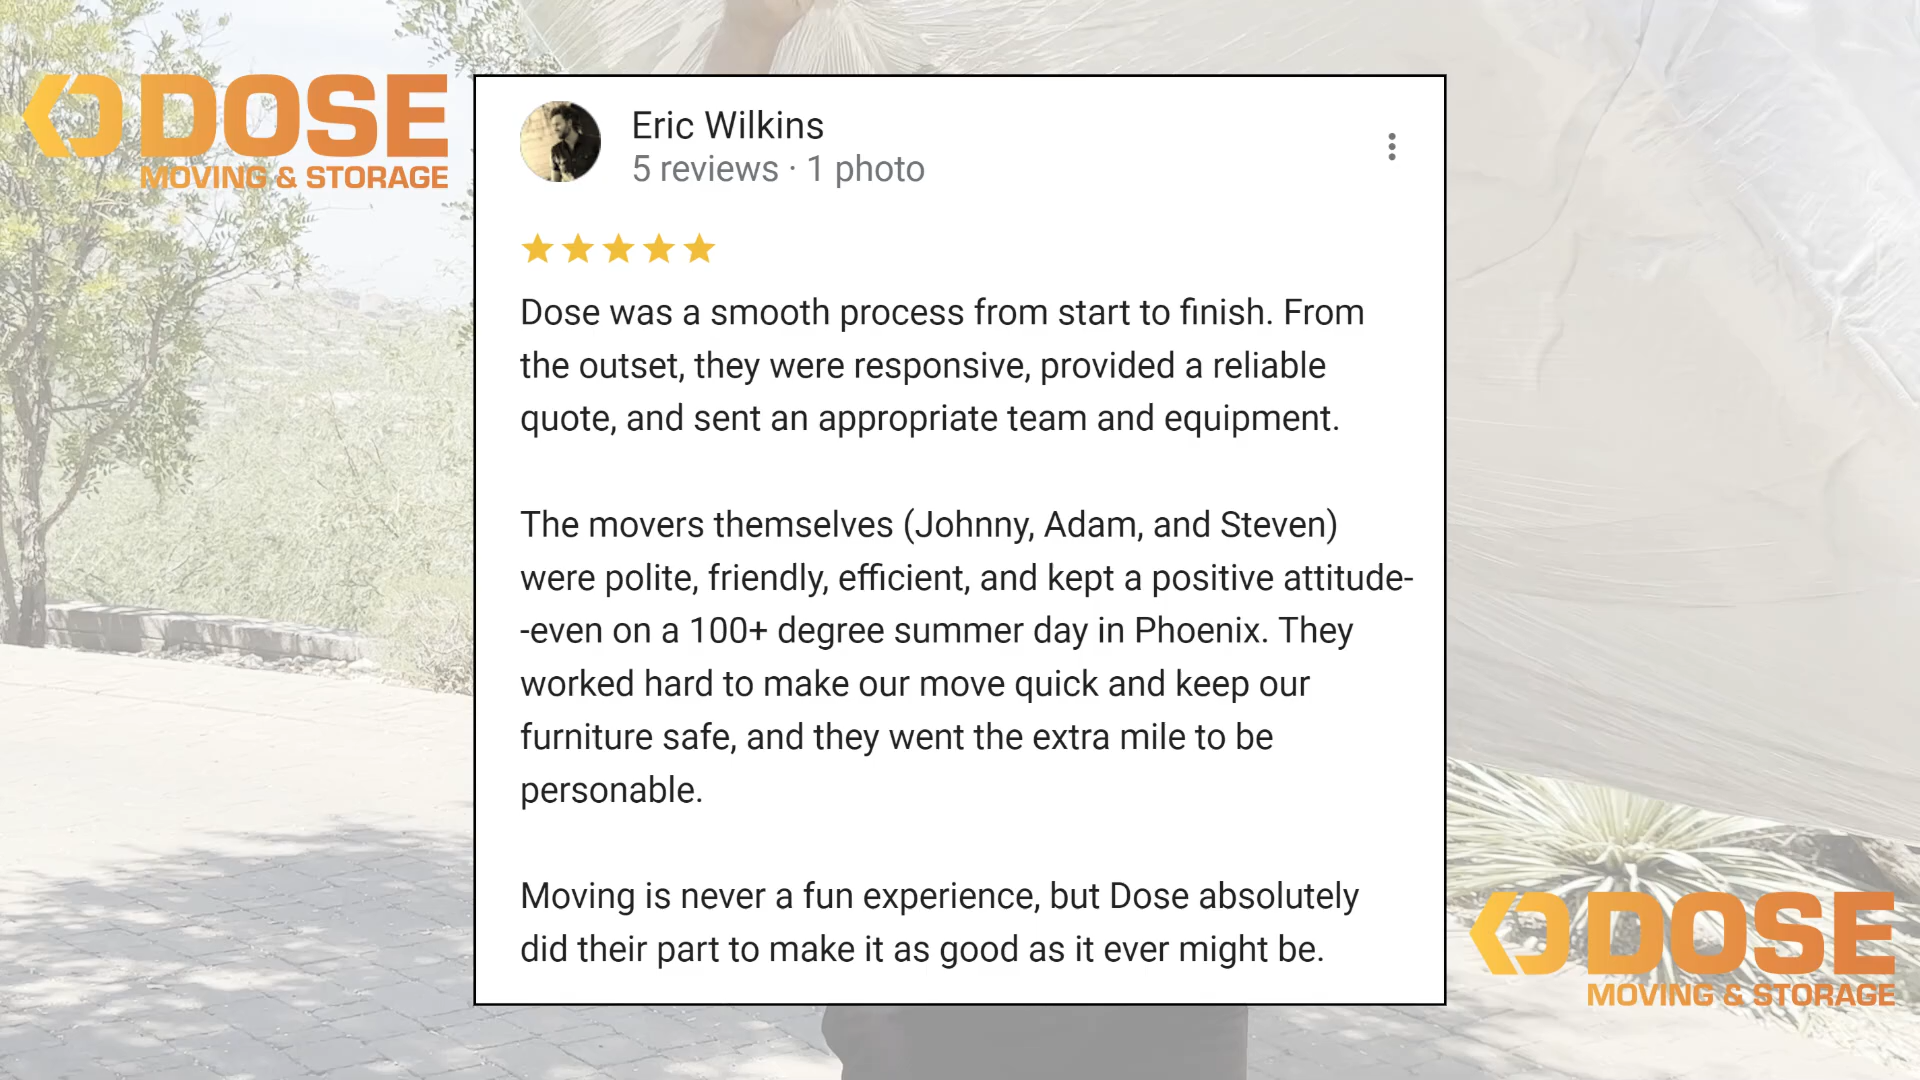 DOSE
MOVING & STORAGE
Eric Wilkins
5 reviews · 1 photo
Dose was a smooth process from start to finish. From
the outset, they were responsive, provided a reliable
quote, and sent an appropriate team and equipment.
The movers themselves (Johnny, Adam, and Steven)
were polite, friendly, efficient, and kept a positive attitude-
-even on a 100+ degree summer day in Phoenix. They
worked hard to make our move quick and keep our
furniture safe, and they went the extra mile to be
personable.
Moving is never a fun experience, but Dose absolutely
did their part to make it as good as it ever might be.
DOSE
MOVING & STORAGE